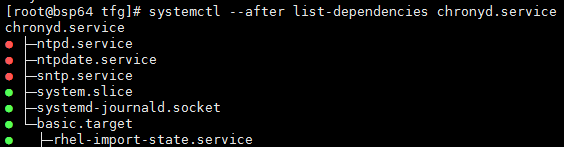 [root@bsp64 tfg]# systemctl --after list-dependencies chronyd.service
chronyd.service
● ├─ntpd.service
● ├─ntpdate.service
● ├─sntp.service
● ├─system.slice
● ├─systemd-journald.socket
● └─basic.target
●   ├─rhel-import-state.service